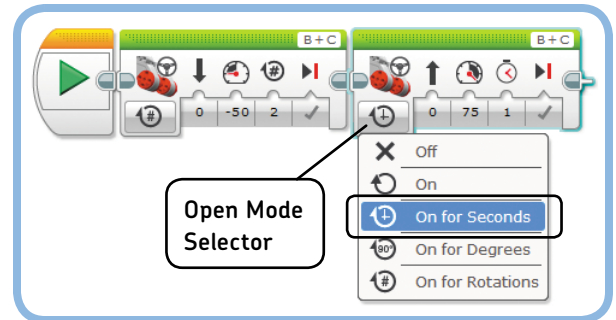 B+C
B+C
#
0 -50 2
0 75 1
#
Off
On
Open Mode
Selector
On for Seconds
90°
On for Degrees
#
On for Rotations